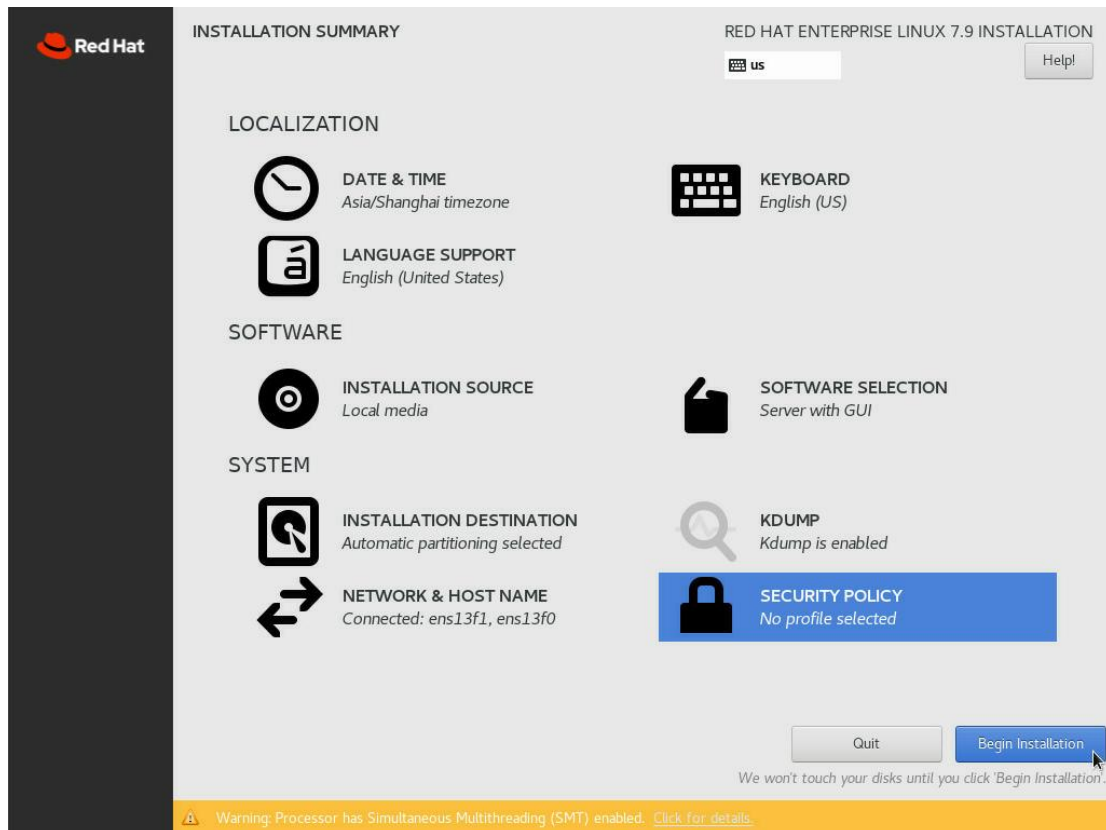 Red Hat
INSTALLATION SUMMARY
RED HAT ENTERPRISE LINUX 7.9 INSTALLATION
us
Help!
LOCALIZATION
DATE & TIME
Asia/Shanghai timezone
KEYBOARD
English (US)
á
LANGUAGE SUPPORT
English (United States)
SOFTWARE
INSTALLATION SOURCE
Local media
SOFTWARE SELECTION
Server with GUI
SYSTEM
INSTALLATION DESTINATION
Automatic partitioning selected
KDUMP
Kdump is enabled
NETWORK & HOST NAME
Connected: ens13f1, ens13f0
SECURITY POLICY
No profile selected
Quit
Begin Installation
We won't touch your disks until you click 'Begin Installation'.
Warning: Processor has Simultaneous Multithreading (SMT) enabled. Click for details.